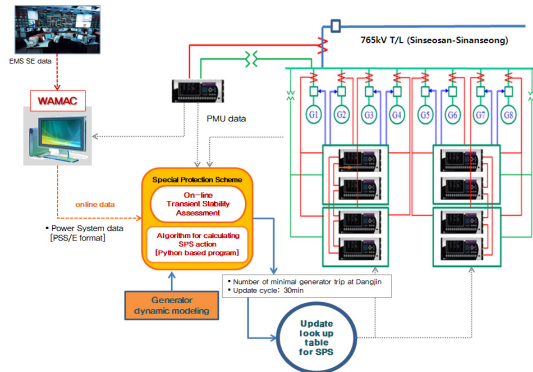 765kV T/L (Sinseosan-Sinanseong)
EMS SE data
WAMAC
PMU data
G1 G2 G3 G4 G5 G6 G7 G8
Special Protection Scheme
On-line
Transient Stability
Assessment
online data
• Power System data
[PSS/E format]
Algorithm for calculating
SPS action
[Python based program]
• Number of minimal generator trip at Dangjin
• Update cycle: 30min
Generator
dynamic modeling
Update
look up
table
for SPS